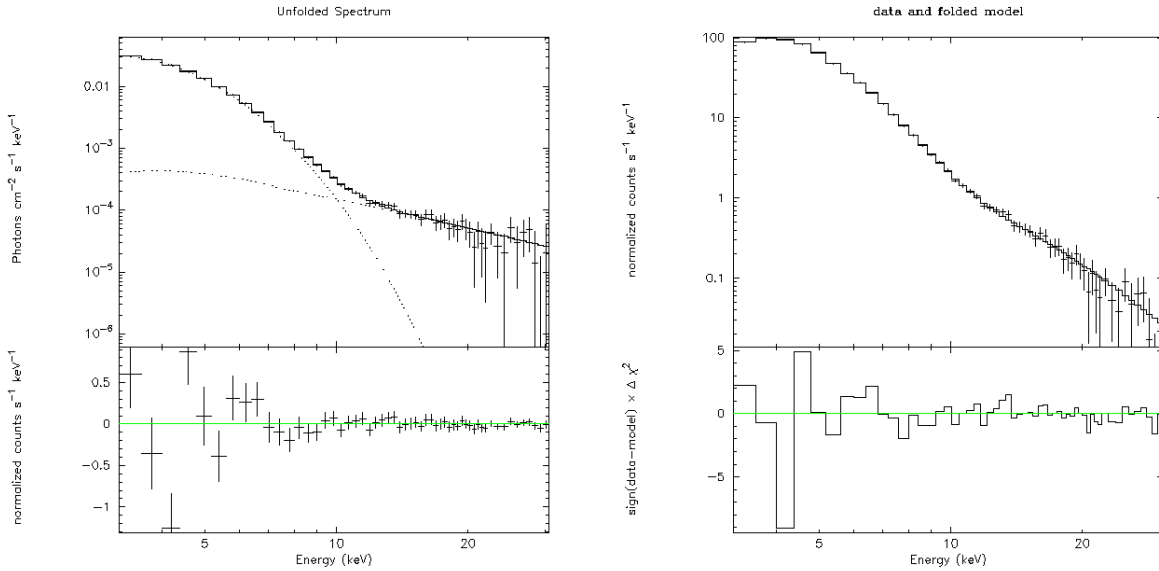 Unfolded Spectrum
Photons cm⁻² s⁻¹ keV⁻¹
0.01
10⁻³
10⁻⁴
10⁻⁵
10⁻⁶
normalized counts s⁻¹ keV⁻¹
0.5
0
−0.5
−1
5
10
20
Energy (keV)
data and folded model
normalized counts s⁻¹ keV⁻¹
100
10
1
0.1
sign(data−model) × Δ χ²
5
0
−5
5
10
20
Energy (keV)